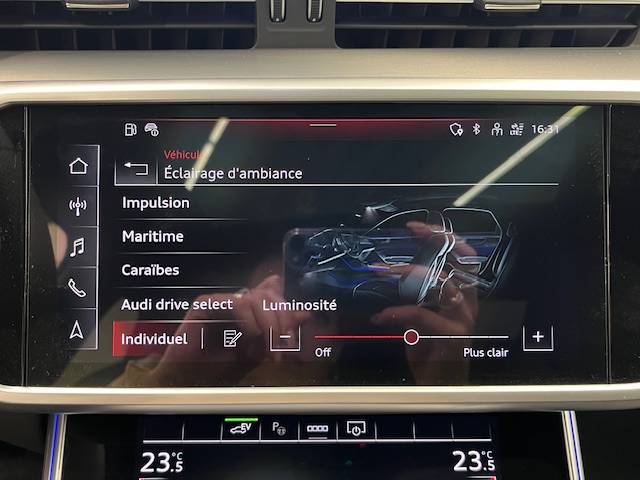 16:31
Véhicule
Éclairage d'ambiance
Impulsion
Maritime
Caraïbes
Audi drive select
Luminosité
Individuel
−
+
Off
Plus clair
EV
P
23.5 °C
23.5 °C